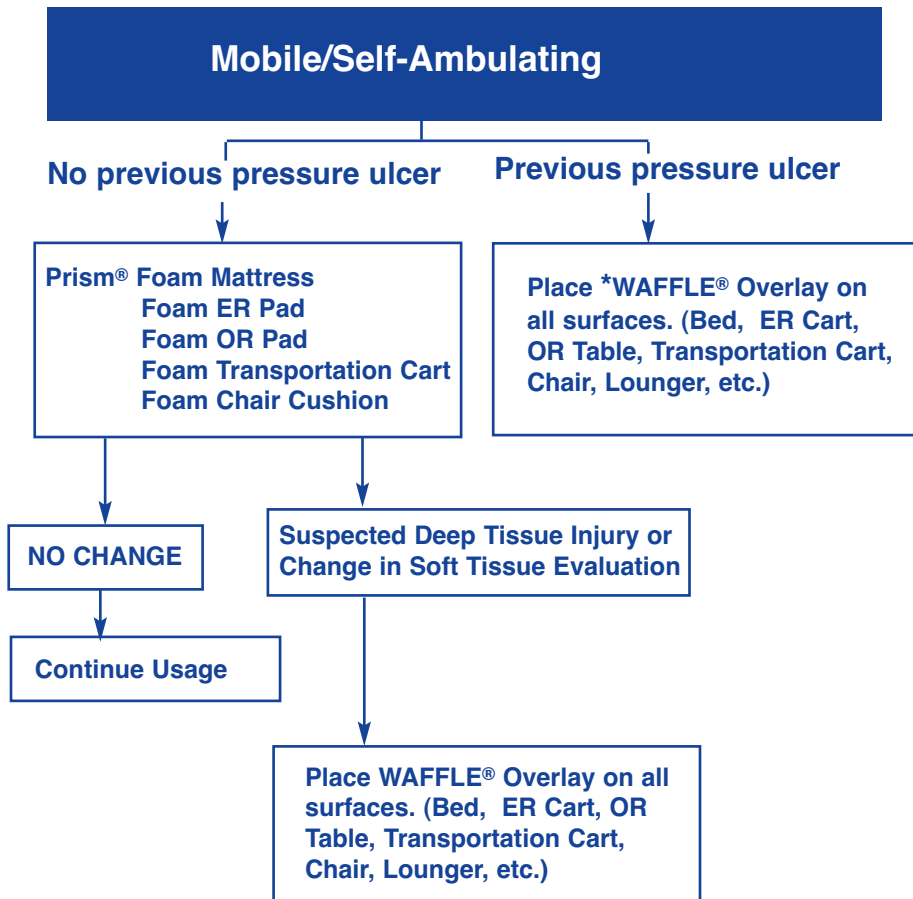 Mobile/Self-Ambulating
No previous pressure ulcer
Previous pressure ulcer
Prism® Foam Mattress
Foam ER Pad
Foam OR Pad
Foam Transportation Cart
Foam Chair Cushion
Place *WAFFLE® Overlay on
all surfaces. (Bed, ER Cart,
OR Table, Transportation Cart,
Chair, Lounger, etc.)
NO CHANGE
Suspected Deep Tissue Injury or
Change in Soft Tissue Evaluation
Continue Usage
Place WAFFLE® Overlay on all
surfaces. (Bed, ER Cart, OR
Table, Transportation Cart,
Chair, Lounger, etc.)